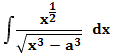 ∫ x^{1/2} / √(x³ − a³) dx